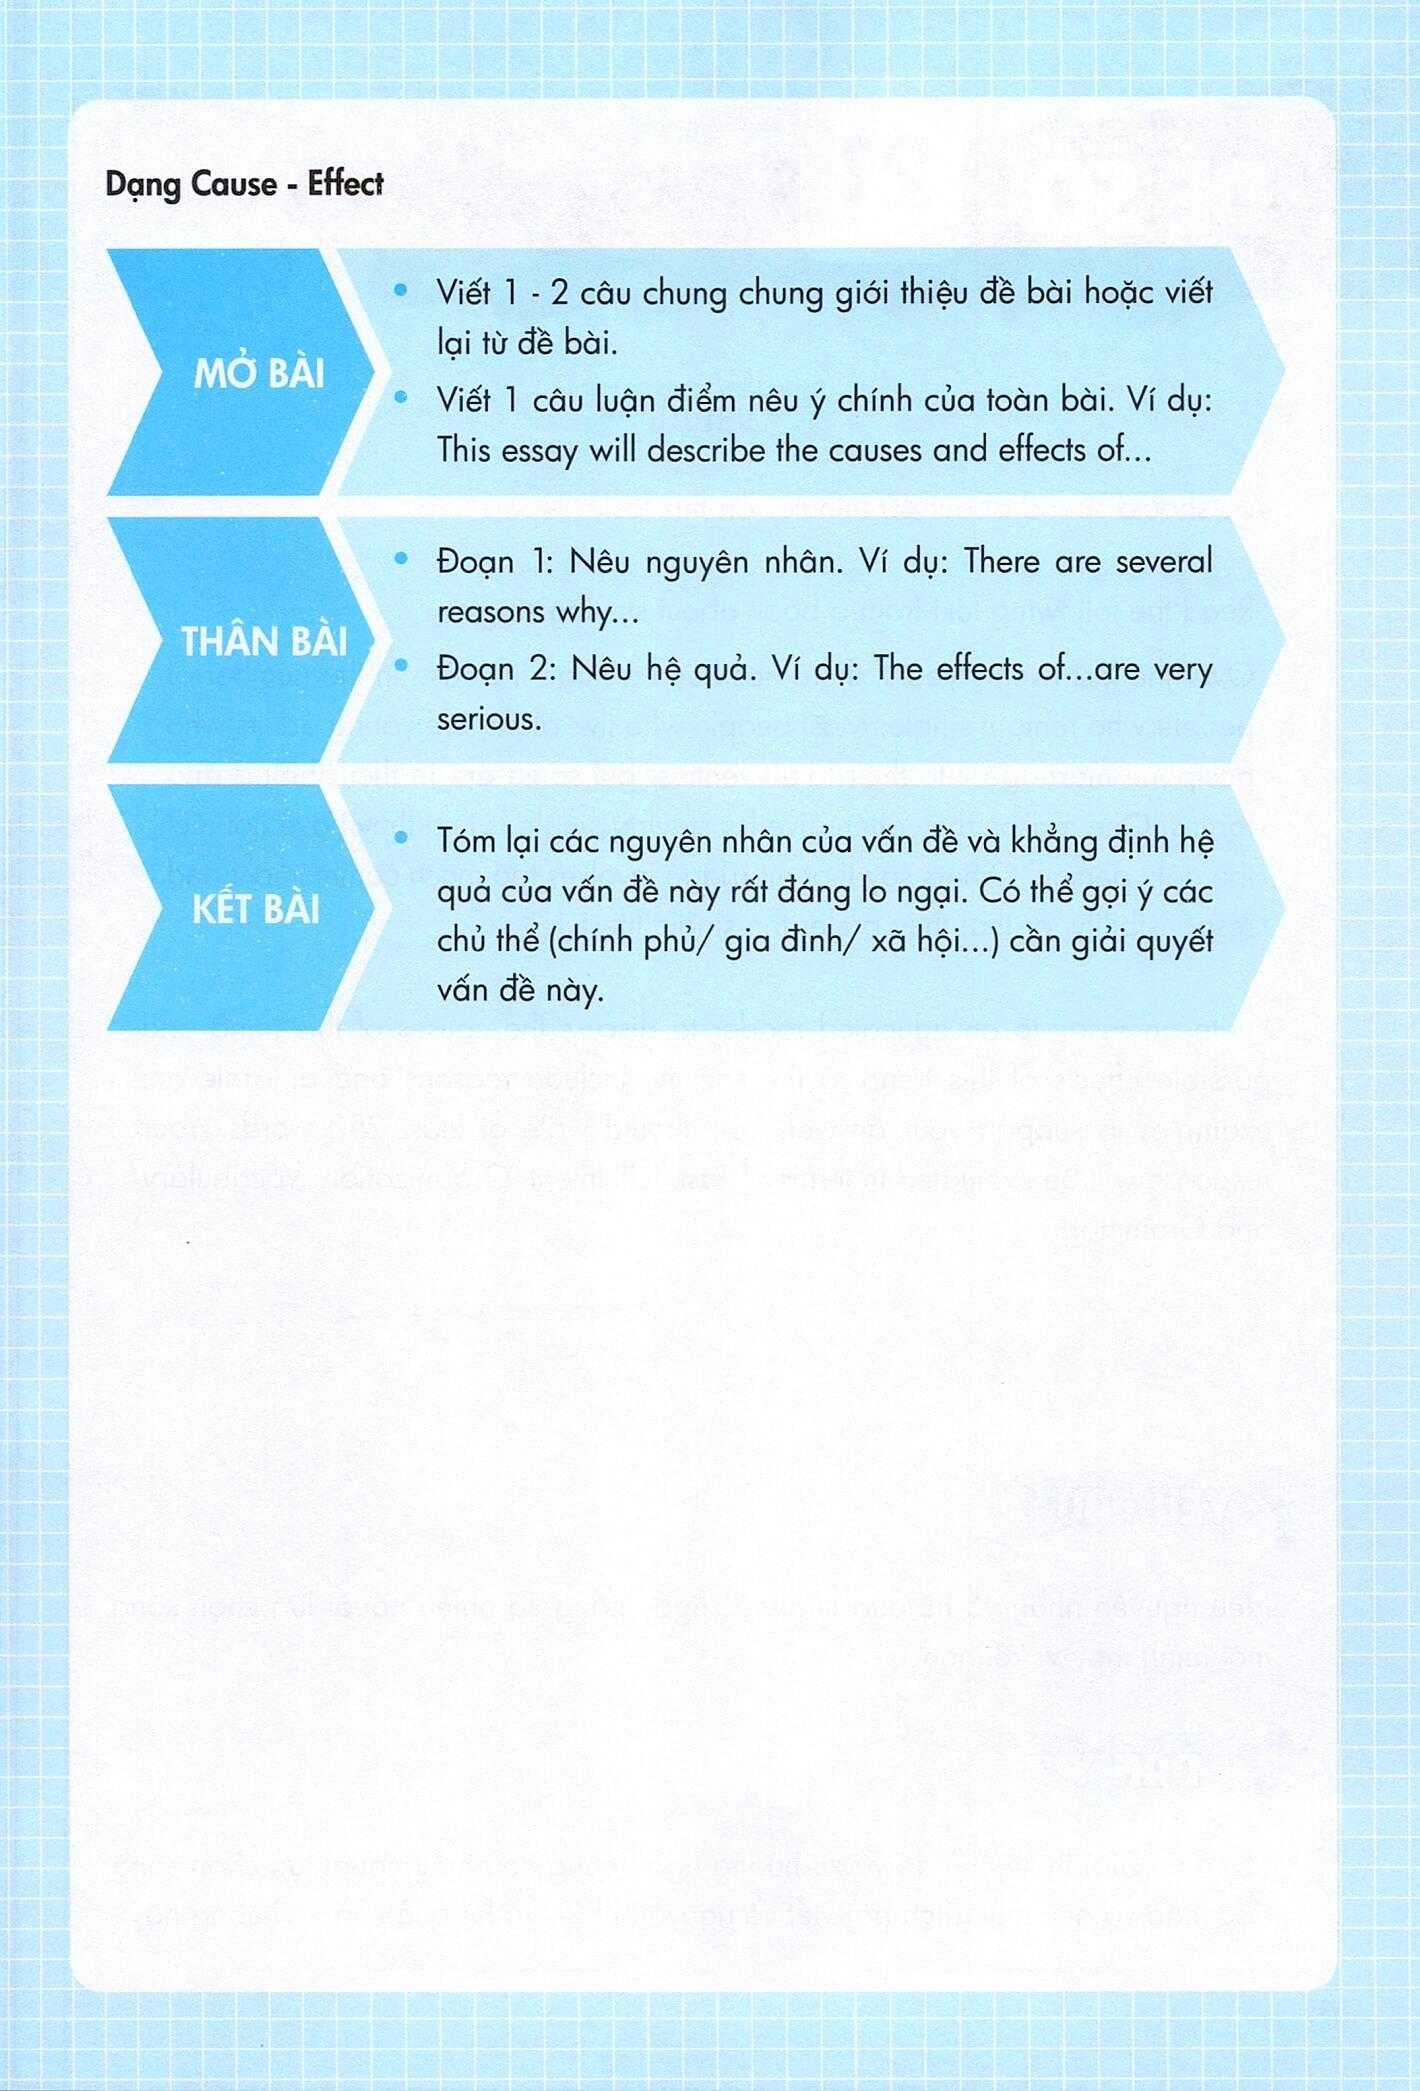 Dạng Cause - Effect
MỞ BÀI
• Viết 1 - 2 câu chung chung giới thiệu đề bài hoặc viết
lại từ đề bài.
• Viết 1 câu luận điểm nêu ý chính của toàn bài. Ví dụ:
This essay will describe the causes and effects of...
THÂN BÀI
• Đoạn 1: Nêu nguyên nhân. Ví dụ: There are several
reasons why...
• Đoạn 2: Nêu hệ quả. Ví dụ: The effects of...are very
serious.
KẾT BÀI
• Tóm lại các nguyên nhân của vấn đề và khẳng định hệ
quả của vấn đề này rất đáng lo ngại. Có thể gợi ý các
chủ thể (chính phủ/ gia đình/ xã hội...) cần giải quyết
vấn đề này.